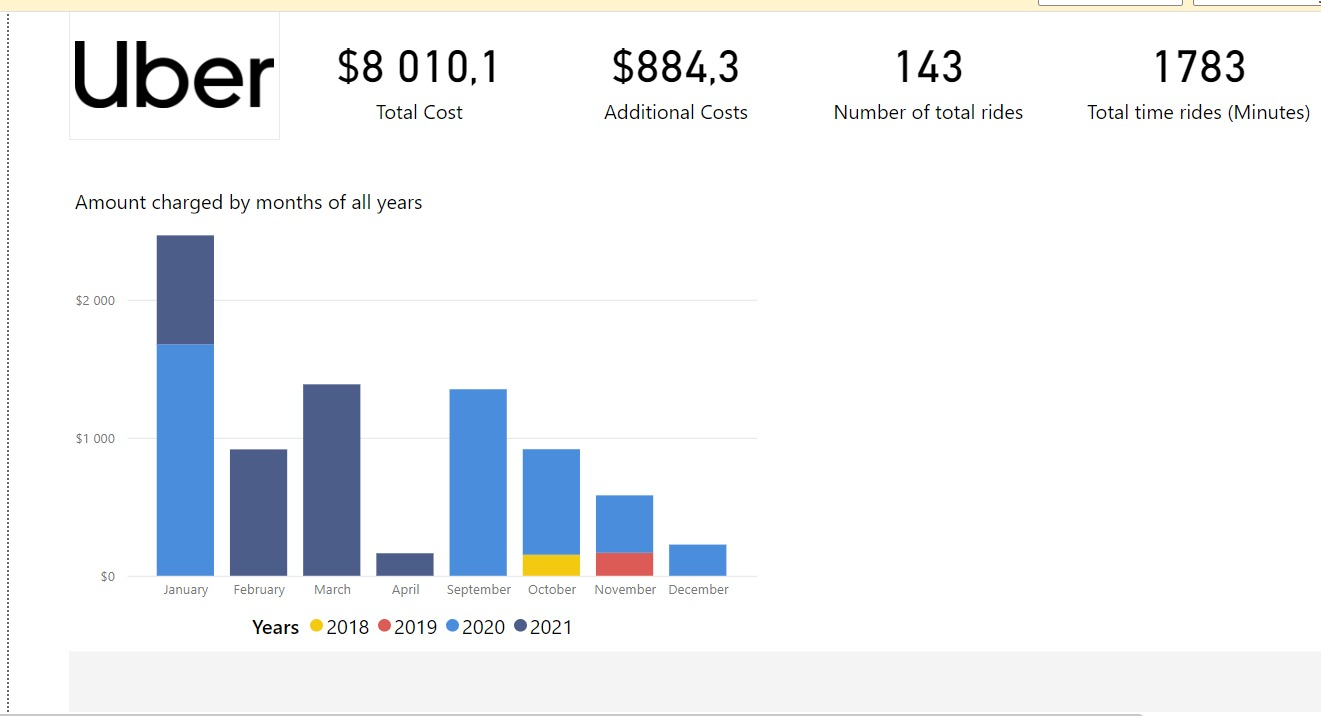 Uber
$8 010,1
Total Cost
$884,3
Additional Costs
143
Number of total rides
1783
Total time rides (Minutes)
Amount charged by months of all years
$2 000
$1 000
$0
January February March April September October November December
Years 2018 2019 2020 2021